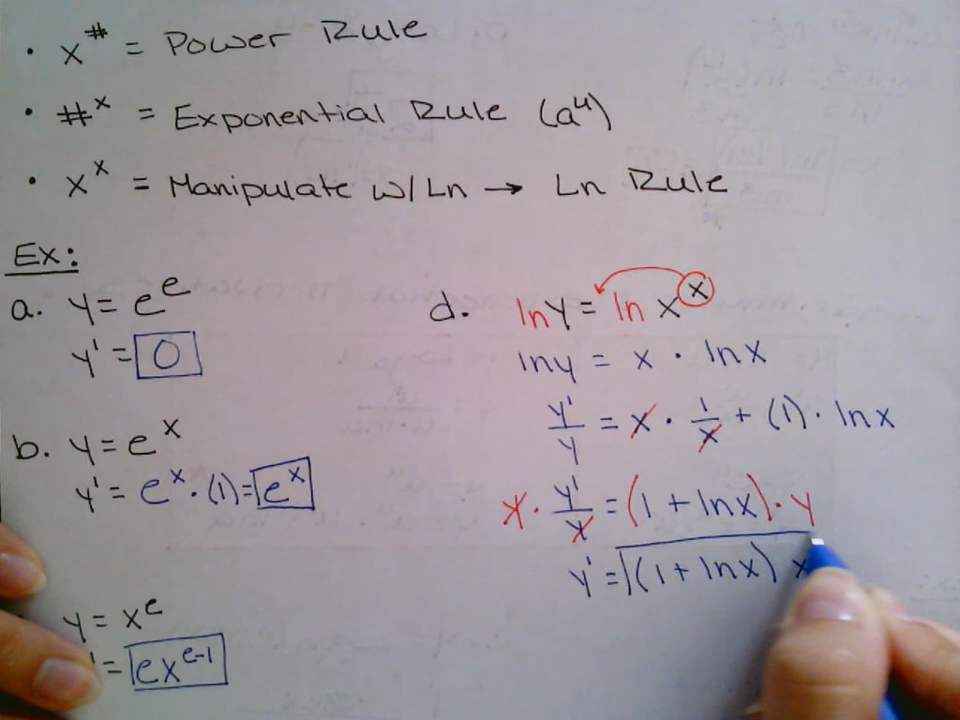 • x^# = Power Rule
• #^x = Exponential Rule (a^u)
• x^x = Manipulate w/ Ln → Ln Rule
Ex:
a. y = e^e
y' = 0
b. y = e^x
y' = e^x · (1) = e^x
y = x^e
' = ex^(e-1)
d. ln y = ln x^x
ln y = x · ln x
y'/y = x · 1/x + (1) · ln x
y · y'/y = (1 + ln x) · y
y' = (1 + ln x) x